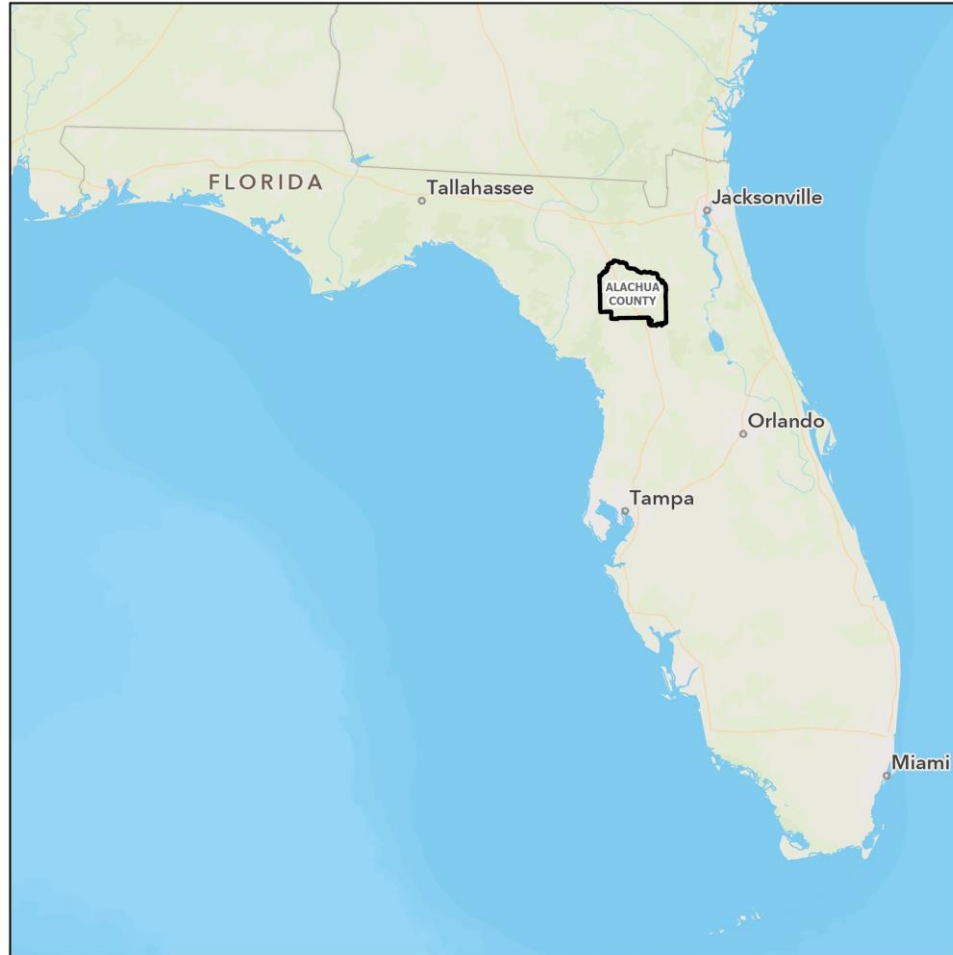 FLORIDA
Tallahassee
Jacksonville
ALACHUA
COUNTY
Orlando
Tampa
Miami